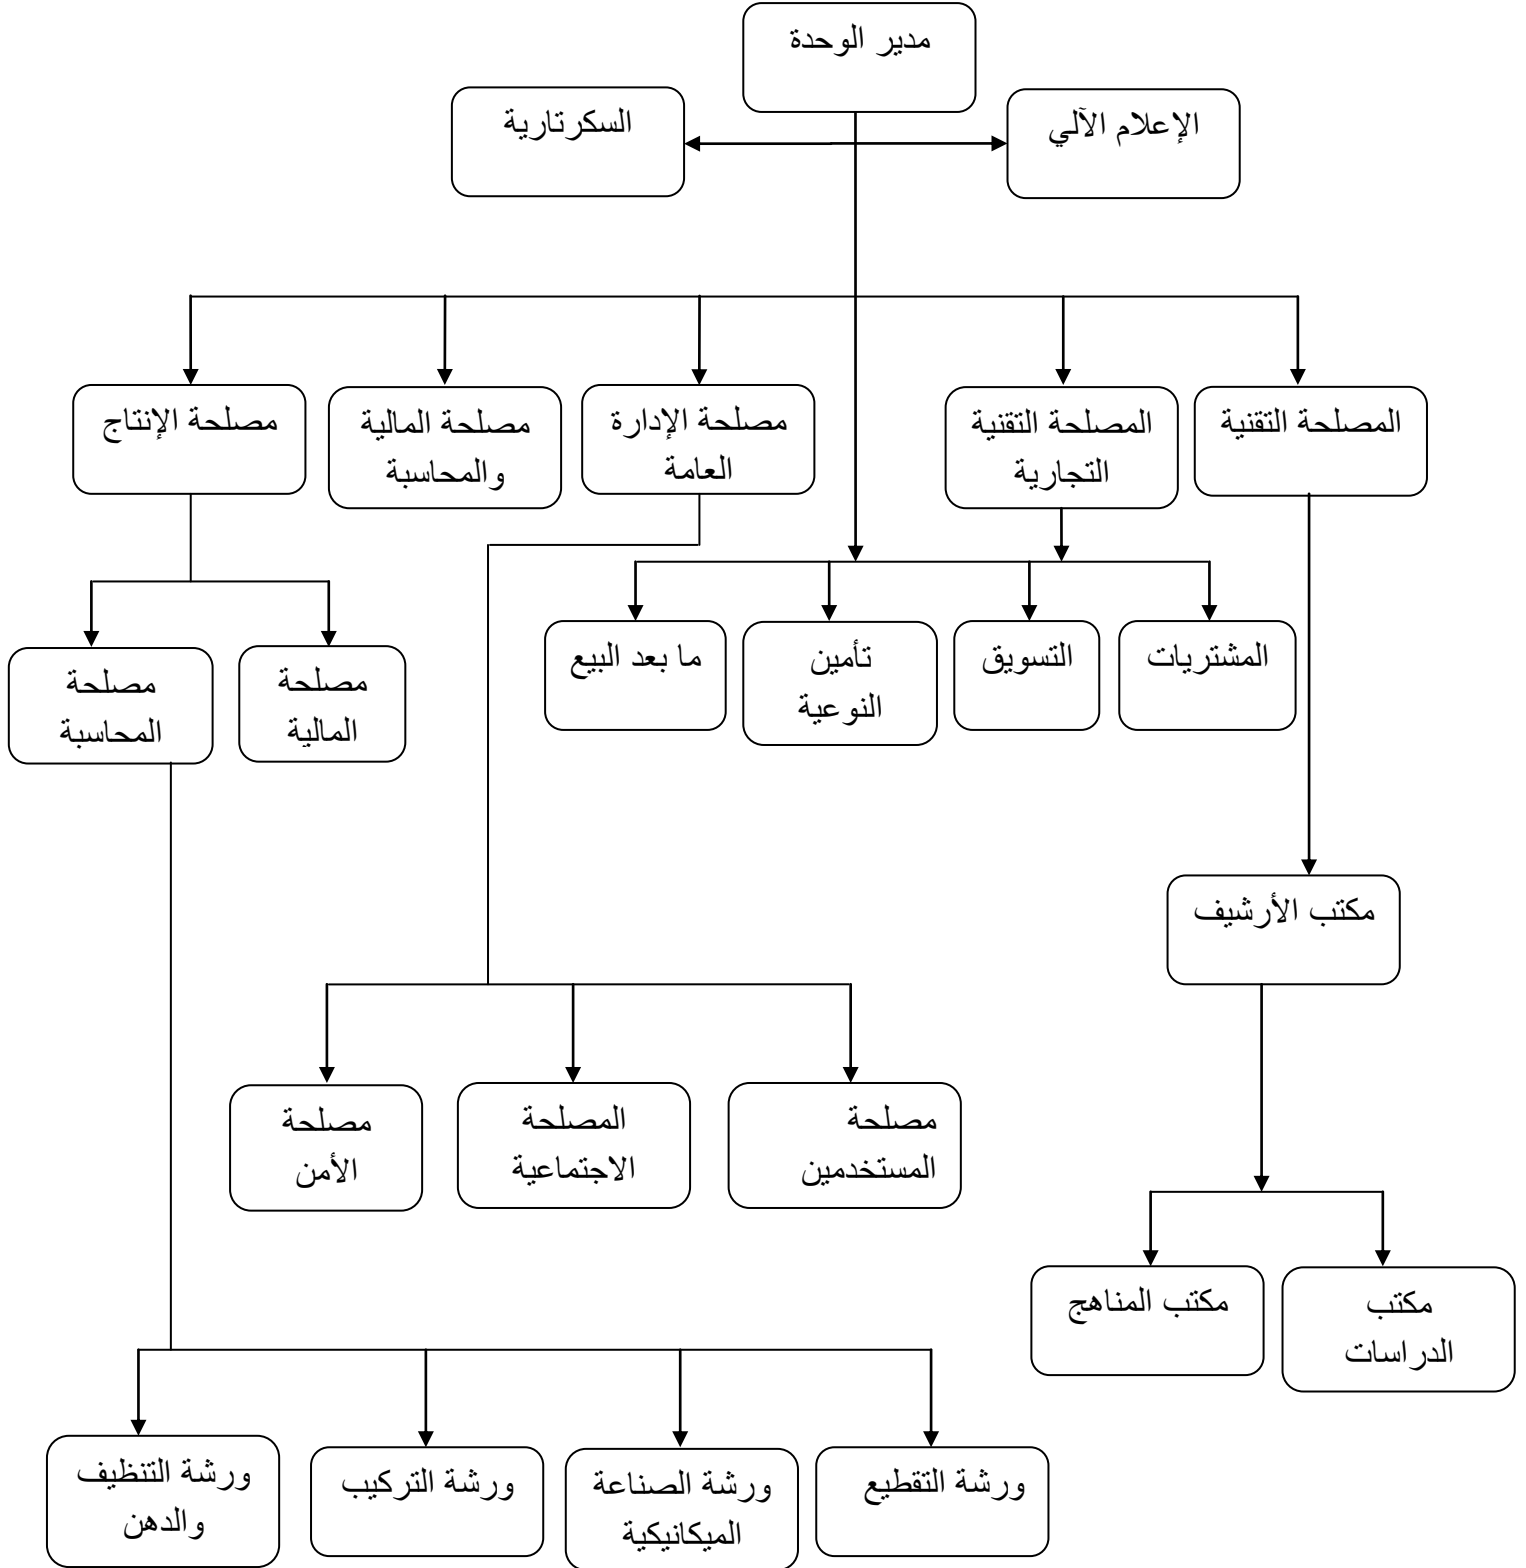 مدير الوحدة
الإعلام الآلي
السكرتارية
المصلحة التقنية
المصلحة التقنية
التجارية
مصلحة الإدارة
العامة
مصلحة المالية
والمحاسبة
مصلحة الإنتاج
المشتريات
التسويق
تأمين
النوعية
ما بعد البيع
مصلحة
المالية
مصلحة
المحاسبة
مكتب الأرشيف
مصلحة
المستخدمين
المصلحة
الاجتماعية
مصلحة
الأمن
مكتب
الدراسات
مكتب المناهج
ورشة التقطيع
ورشة الصناعة
الميكانيكية
ورشة التركيب
ورشة التنظيف
والدهن